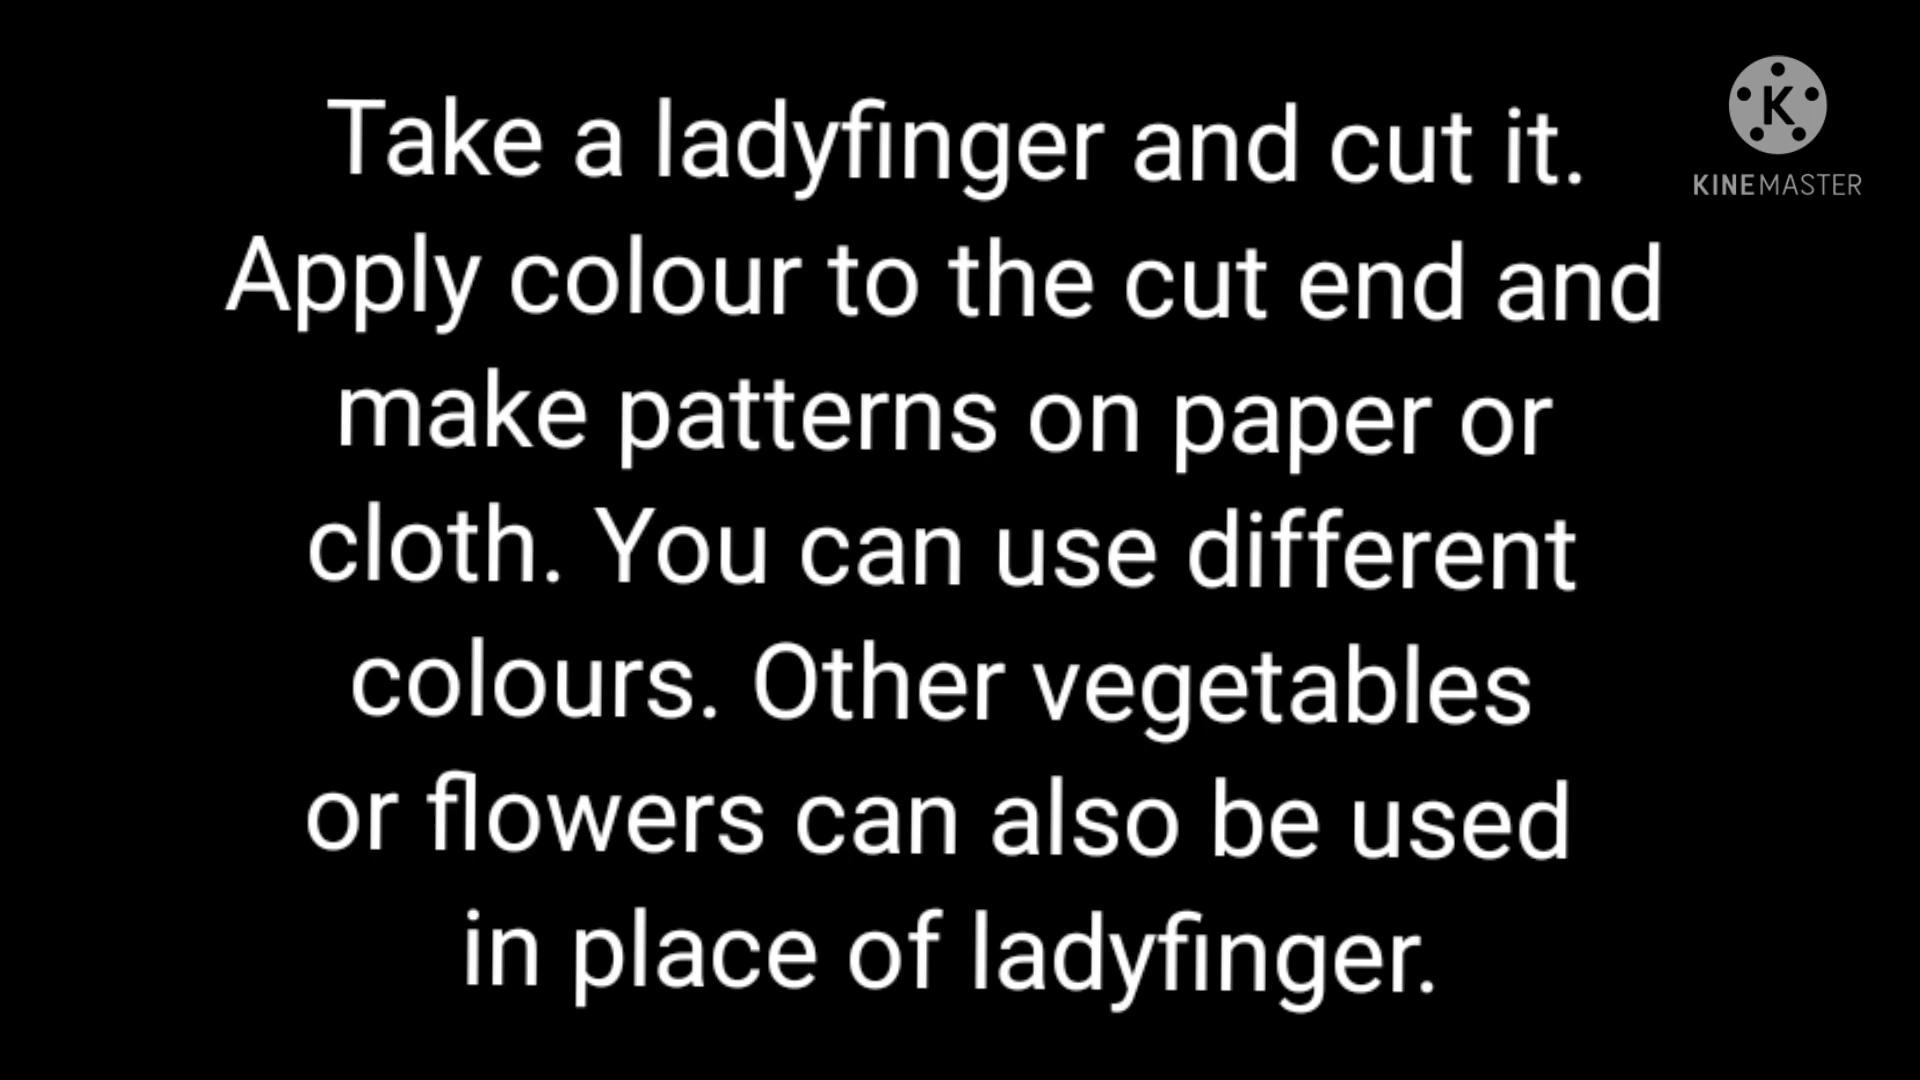 Take a ladyfinger and cut it.
K
KINEMASTER
Apply colour to the cut end and
make patterns on paper or
cloth. You can use different
colours. Other vegetables
or flowers can also be used
in place of ladyfinger.